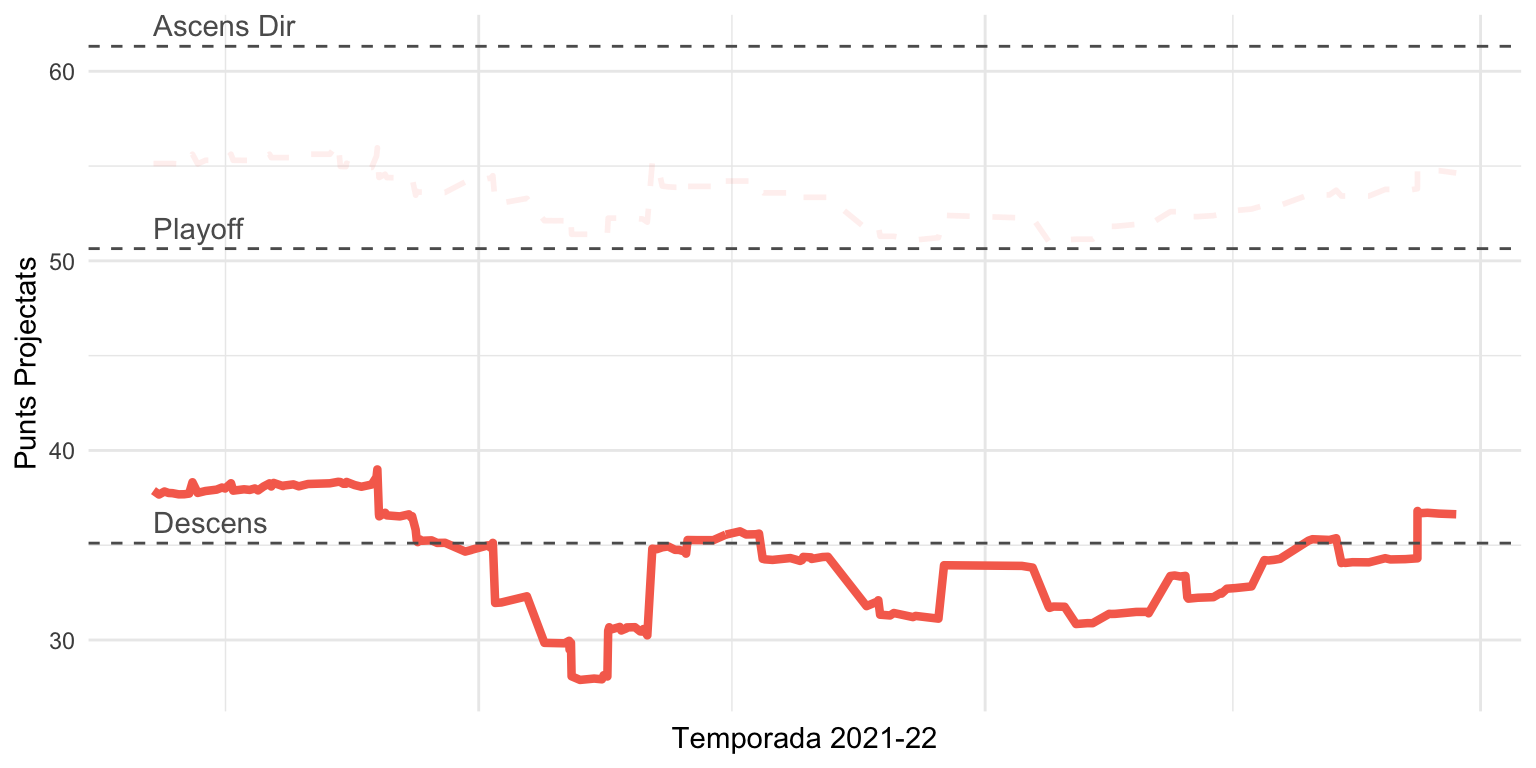 Ascens Dir
60
Playoff
50
Punts Projectats
40
Descens
30
Temporada 2021-22